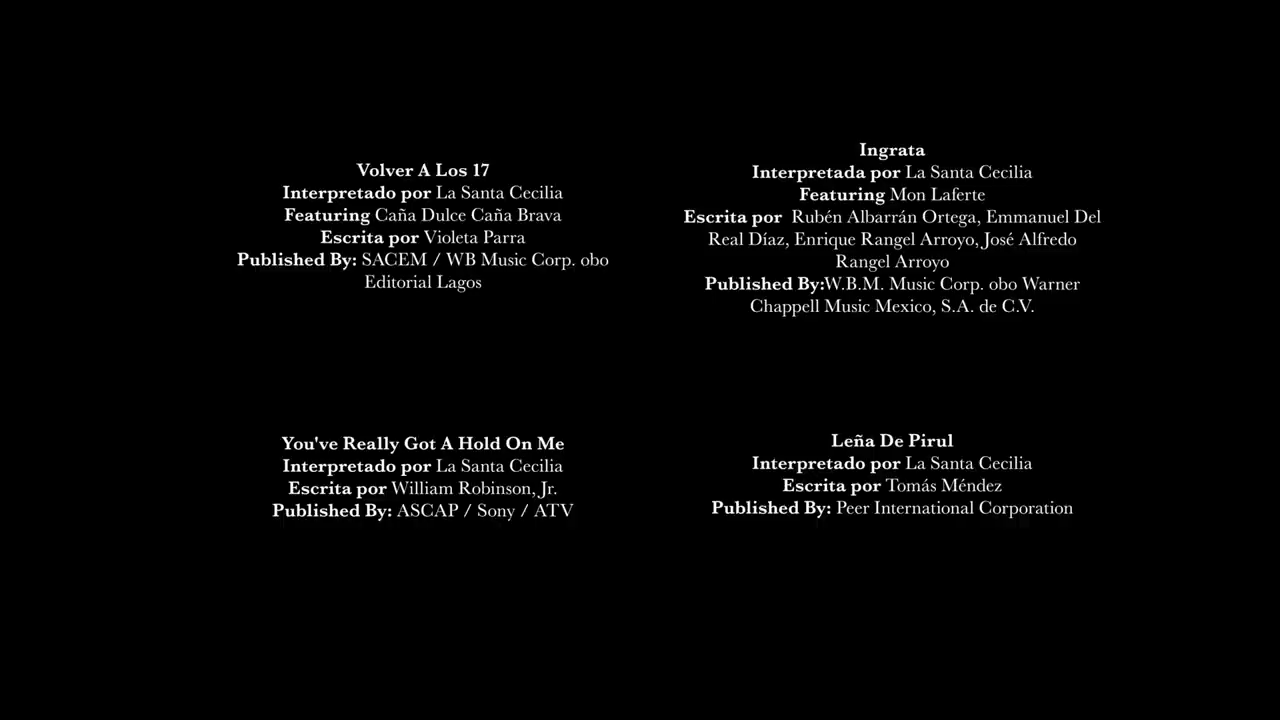 Volver A Los 17
Interpretado por La Santa Cecilia
Featuring Caña Dulce Caña Brava
Escrita por Violeta Parra
Published By: SACEM / WB Music Corp. obo
Editorial Lagos
Ingrata
Interpretada por La Santa Cecilia
Featuring Mon Laferte
Escrita por Rubén Albarrán Ortega, Emmanuel Del
Real Díaz, Enrique Rangel Arroyo, José Alfredo
Rangel Arroyo
Published By:W.B.M. Music Corp. obo Warner
Chappell Music Mexico, S.A. de C.V.
You've Really Got A Hold On Me
Interpretado por La Santa Cecilia
Escrita por William Robinson, Jr.
Published By: ASCAP / Sony / ATV
Leña De Pirul
Interpretado por La Santa Cecilia
Escrita por Tomás Méndez
Published By: Peer International Corporation